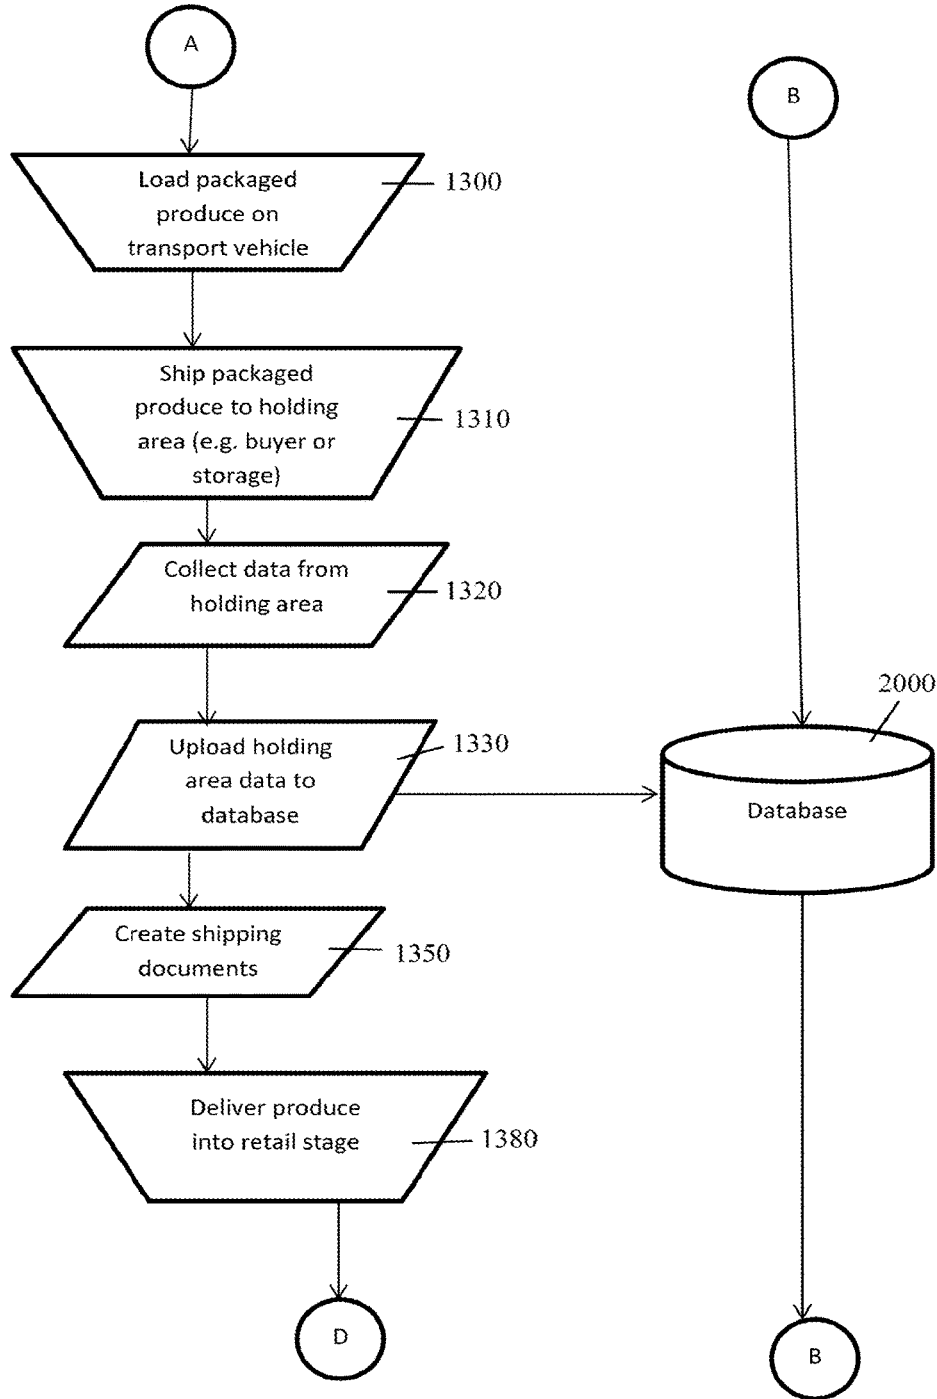 A
B
Load packaged
produce on
transport vehicle
1300
Ship packaged
produce to holding
area (e.g. buyer or
storage)
1310
Collect data from
holding area
1320
Upload holding
area data to
database
1330
2000
Database
Create shipping
documents
1350
Deliver produce
into retail stage
1380
D
B